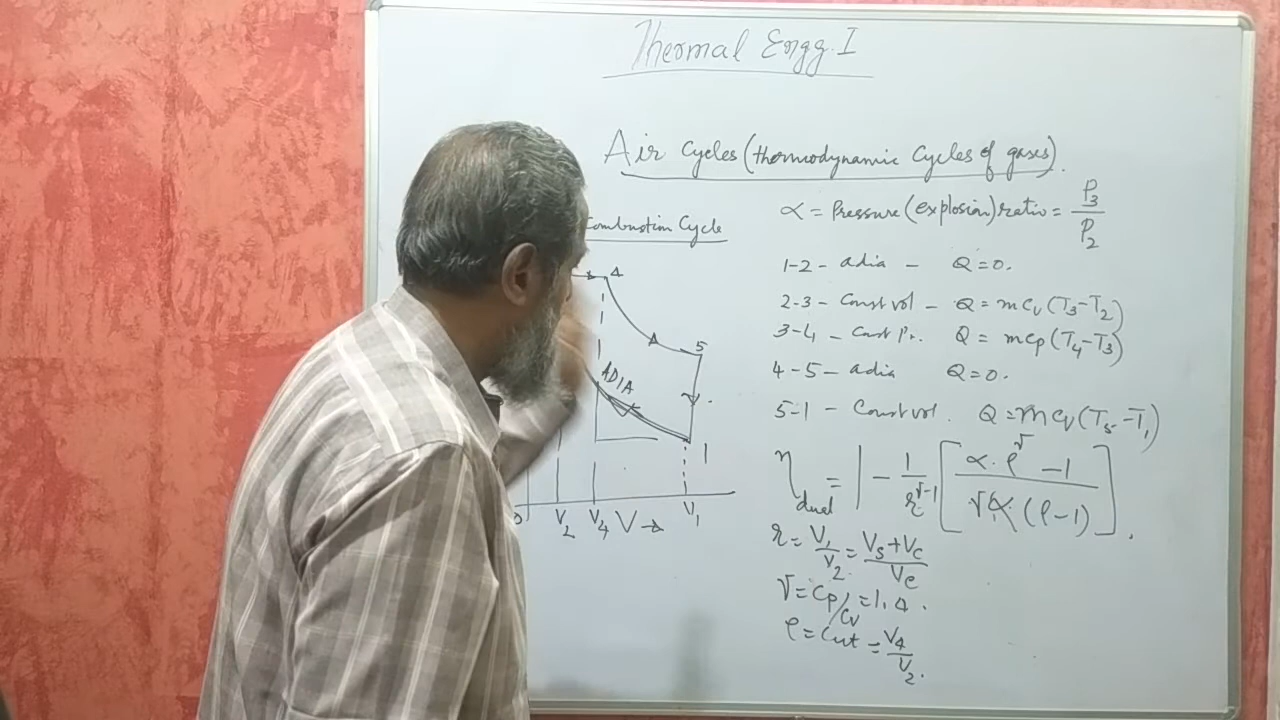 Thermal Engg. I
Air Cycles (thermodynamic Cycles of gases).
Combustion Cycle
α = Pressure (explosion) ratio = P3/P2
1-2 - adia - Q=0.
2-3 - Const vol - Q = mcv(T3-T2)
3-4 - Const Pr. Q = mcp(T4-T3)
4-5 - adia Q=0.
5-1 - Const vol. Q = mcv(T5-T1)
ηdual = 1 - 1/r^γ-1 [α.ρ^γ -1 / γα(ρ-1)].
r = V1/V2 = Vs+Vc/Vc
γ = Cp/Cv = 1.4.
ρ = Cut = V4/V2.
4
5
ADIA
1
V2 V4 V→ V1